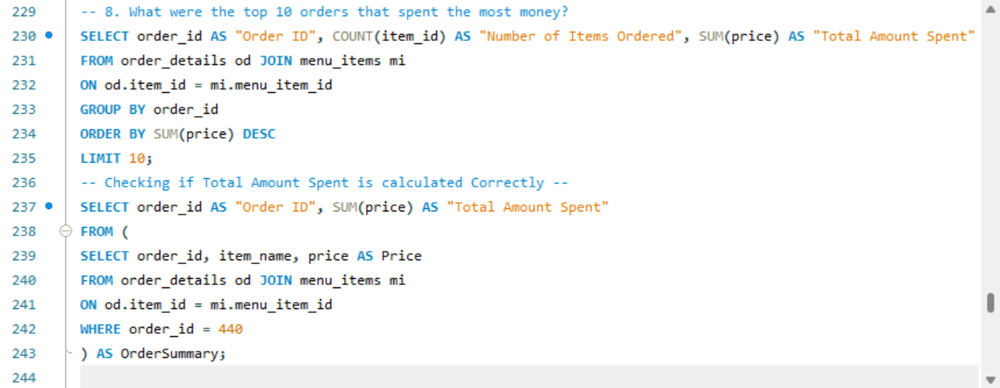 229 -- 8. What were the top 10 orders that spent the most money?
230 SELECT order_id AS "Order ID", COUNT(item_id) AS "Number of Items Ordered", SUM(price) AS "Total Amount Spent"
231 FROM order_details od JOIN menu_items mi
232 ON od.item_id = mi.menu_item_id
233 GROUP BY order_id
234 ORDER BY SUM(price) DESC
235 LIMIT 10;
236 -- Checking if Total Amount Spent is calculated Correctly --
237 SELECT order_id AS "Order ID", SUM(price) AS "Total Amount Spent"
238 FROM (
239 SELECT order_id, item_name, price AS Price
240 FROM order_details od JOIN menu_items mi
241 ON od.item_id = mi.menu_item_id
242 WHERE order_id = 440
243 ) AS OrderSummary;
244